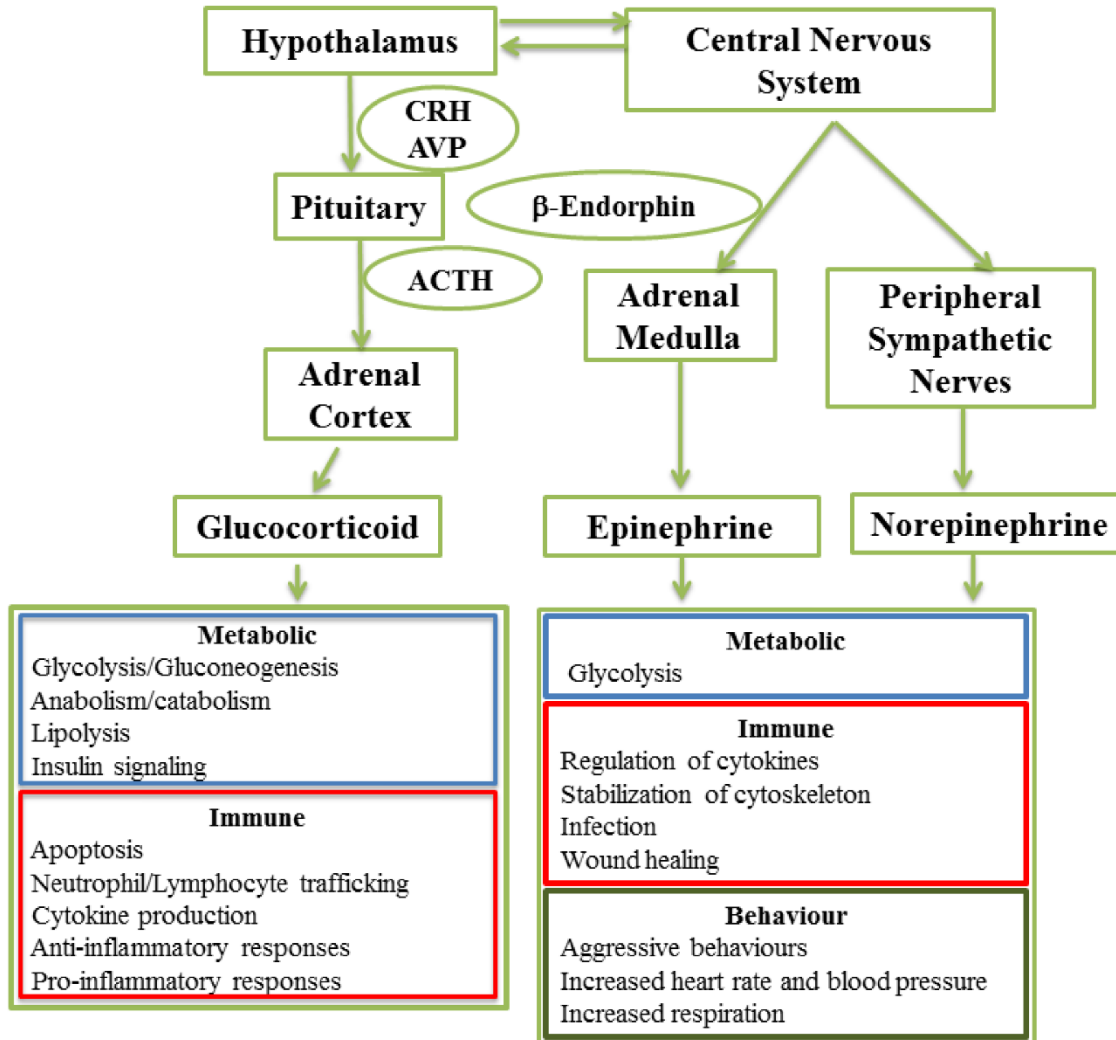 Hypothalamus
Central Nervous
System
CRH
AVP
Pituitary
β-Endorphin
ACTH
Adrenal
Medulla
Peripheral
Sympathetic
Nerves
Adrenal
Cortex
Glucocorticoid
Epinephrine
Norepinephrine
Metabolic
Glycolysis/Gluconeogenesis
Anabolism/catabolism
Lipolysis
Insulin signaling
Immune
Apoptosis
Neutrophil/Lymphocyte trafficking
Cytokine production
Anti-inflammatory responses
Pro-inflammatory responses
Metabolic
Glycolysis
Immune
Regulation of cytokines
Stabilization of cytoskeleton
Infection
Wound healing
Behaviour
Aggressive behaviours
Increased heart rate and blood pressure
Increased respiration